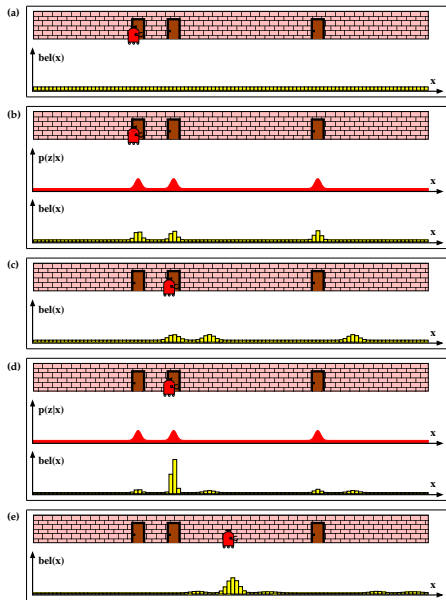 (a)
bel(x)
x
(b)
p(z|x)
x
bel(x)
x
(c)
bel(x)
x
(d)
p(z|x)
x
bel(x)
x
(e)
bel(x)
x